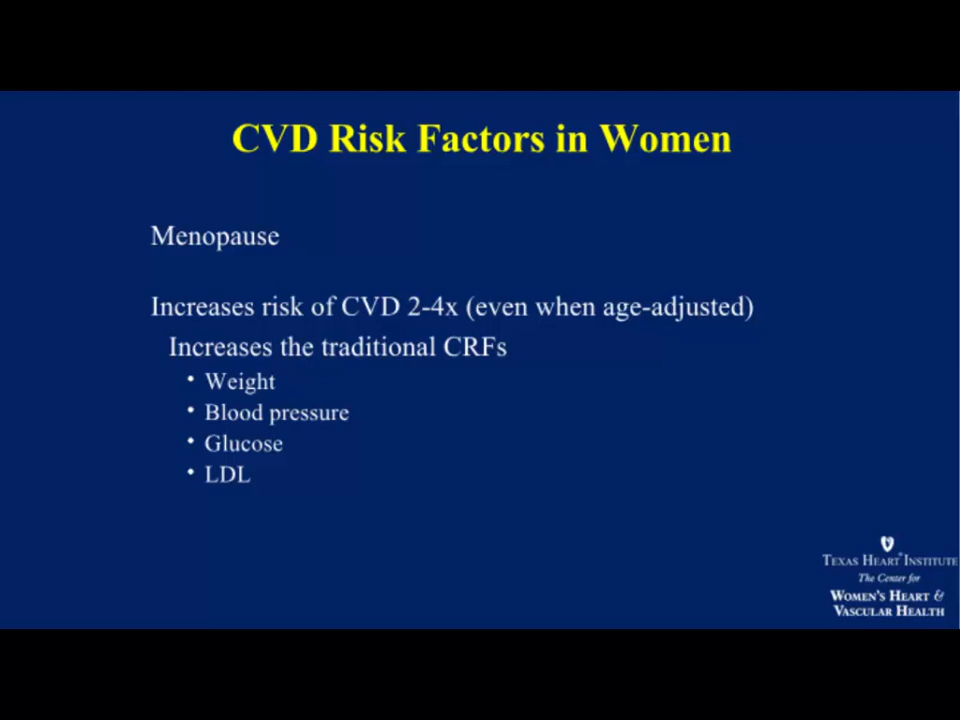 CVD Risk Factors in Women
Menopause
Increases risk of CVD 2-4x (even when age-adjusted)
Increases the traditional CRFs
• Weight
• Blood pressure
• Glucose
• LDL
TEXAS HEART® INSTITUTE
The Center for
WOMEN'S HEART &
VASCULAR HEALTH